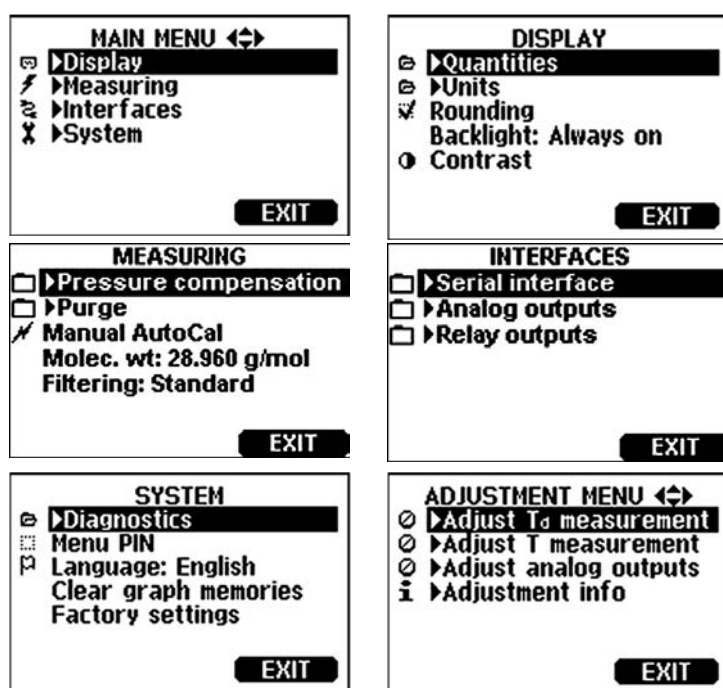 MAIN MENU
Display
Measuring
Interfaces
System
EXIT
DISPLAY
Quantities
Units
Rounding
Backlight: Always on
Contrast
EXIT
MEASURING
Pressure compensation
Purge
Manual AutoCal
Molec. wt: 28.960 g/mol
Filtering: Standard
EXIT
INTERFACES
Serial interface
Analog outputs
Relay outputs
EXIT
SYSTEM
Diagnostics
Menu PIN
Language: English
Clear graph memories
Factory settings
EXIT
ADJUSTMENT MENU
Adjust Td measurement
Adjust T measurement
Adjust analog outputs
Adjustment info
EXIT